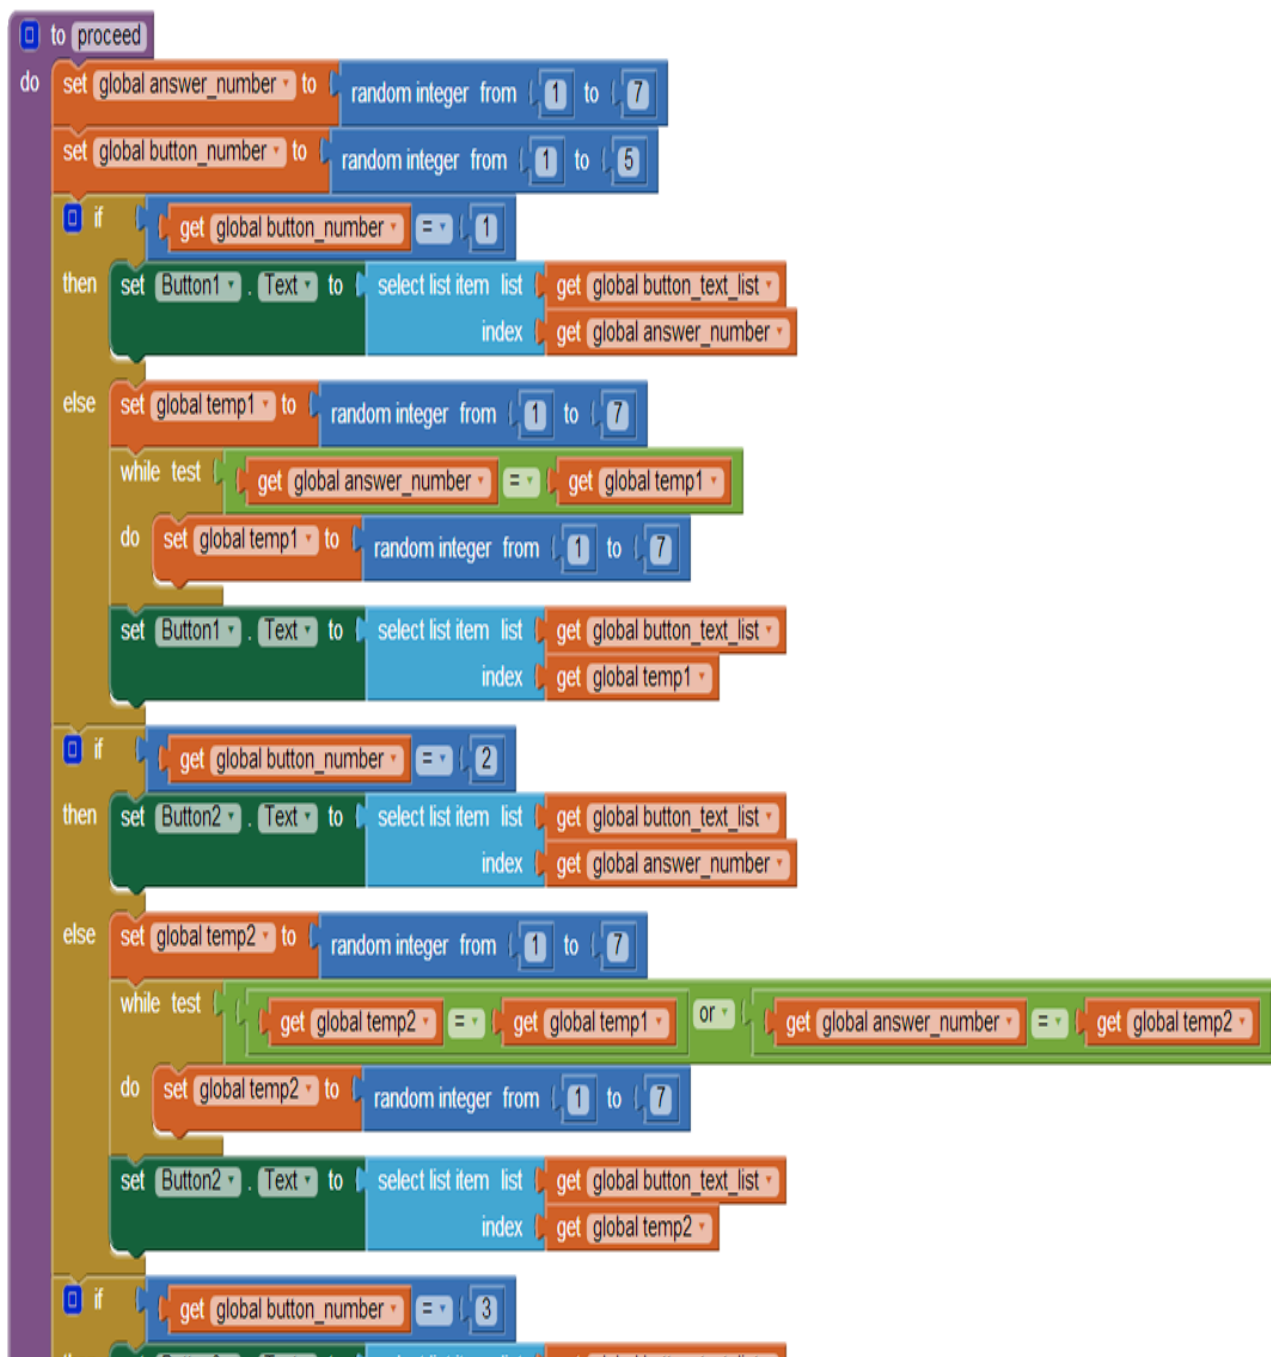 to proceed
do set global answer_number to random integer from 1 to 7
set global button_number to random integer from 1 to 5
if get global button_number = 1
then set Button1 . Text to select list item list get global button_text_list
index get global answer_number
else set global temp1 to random integer from 1 to 7
while test get global answer_number = get global temp1
do set global temp1 to random integer from 1 to 7
set Button1 . Text to select list item list get global button_text_list
index get global temp1
if get global button_number = 2
then set Button2 . Text to select list item list get global button_text_list
index get global answer_number
else set global temp2 to random integer from 1 to 7
while test get global temp2 = get global temp1 or get global answer_number = get global temp2
do set global temp2 to random integer from 1 to 7
set Button2 . Text to select list item list get global button_text_list
index get global temp2
if get global button_number = 3